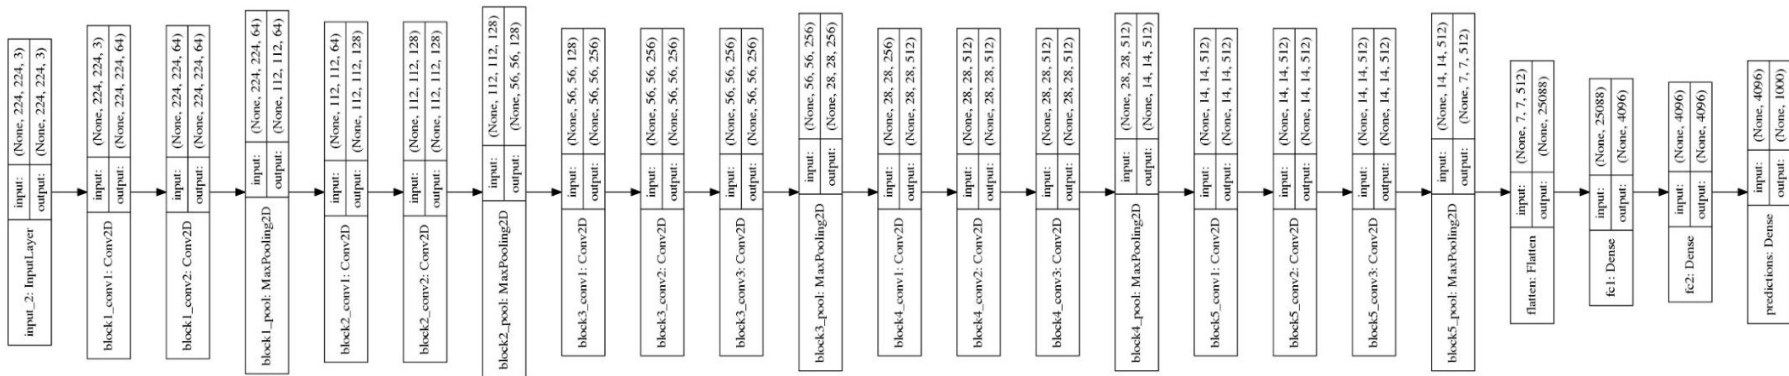 input_2: InputLayer
input: (None, 224, 224, 3)
output: (None, 224, 224, 3)
block1_conv1: Conv2D
input: (None, 224, 224, 3)
output: (None, 224, 224, 64)
block1_conv2: Conv2D
input: (None, 224, 224, 64)
output: (None, 224, 224, 64)
block1_pool: MaxPooling2D
input: (None, 224, 224, 64)
output: (None, 112, 112, 64)
block2_conv1: Conv2D
input: (None, 112, 112, 64)
output: (None, 112, 112, 128)
block2_conv2: Conv2D
input: (None, 112, 112, 128)
output: (None, 112, 112, 128)
block2_pool: MaxPooling2D
input: (None, 112, 112, 128)
output: (None, 56, 56, 128)
block3_conv1: Conv2D
input: (None, 56, 56, 128)
output: (None, 56, 56, 256)
block3_conv2: Conv2D
input: (None, 56, 56, 256)
output: (None, 56, 56, 256)
block3_conv3: Conv2D
input: (None, 56, 56, 256)
output: (None, 56, 56, 256)
block3_pool: MaxPooling2D
input: (None, 56, 56, 256)
output: (None, 28, 28, 256)
block4_conv1: Conv2D
input: (None, 28, 28, 256)
output: (None, 28, 28, 512)
block4_conv2: Conv2D
input: (None, 28, 28, 512)
output: (None, 28, 28, 512)
block4_conv3: Conv2D
input: (None, 28, 28, 512)
output: (None, 28, 28, 512)
block4_pool: MaxPooling2D
input: (None, 28, 28, 512)
output: (None, 14, 14, 512)
block5_conv1: Conv2D
input: (None, 14, 14, 512)
output: (None, 14, 14, 512)
block5_conv2: Conv2D
input: (None, 14, 14, 512)
output: (None, 14, 14, 512)
block5_conv3: Conv2D
input: (None, 14, 14, 512)
output: (None, 14, 14, 512)
block5_pool: MaxPooling2D
input: (None, 14, 14, 512)
output: (None, 7, 7, 512)
flatten: Flatten
input: (None, 7, 7, 512)
output: (None, 25088)
fc1: Dense
input: (None, 25088)
output: (None, 4096)
fc2: Dense
input: (None, 4096)
output: (None, 4096)
predictions: Dense
input: (None, 4096)
output: (None, 1000)